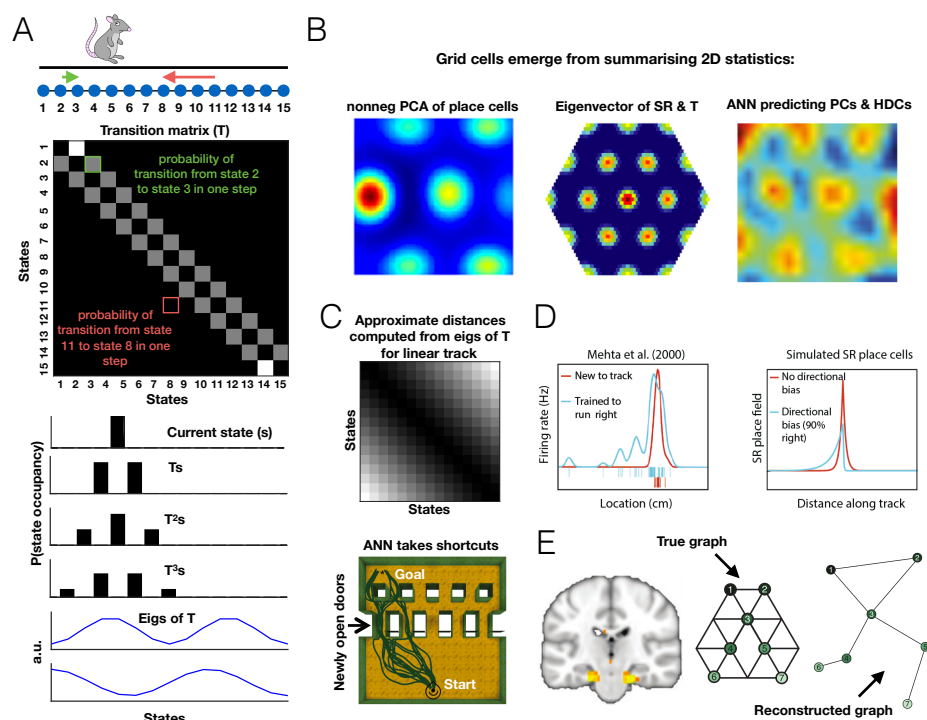 A
1 2 3 4 5 6 7 8 9 10 11 12 13 14 15
Transition matrix (T)
States
1
2
3
4
5
6
7
8
9
10
11
12
13
14
15
probability of
transition from state 2
to state 3 in one step
probability of
transition from state
11 to state 8 in one
step
1 2 3 4 5 6 7 8 9 10 11 12 13 14 15
States
P(state occupancy)
Current state (s)
Ts
T²s
T³s
a.u.
Eigs of T
States
B
Grid cells emerge from summarising 2D statistics:
nonneg PCA of place cells
Eigenvector of SR & T
ANN predicting PCs & HDCs
C
Approximate distances
computed from eigs of T
for linear track
States
States
ANN takes shortcuts
Newly open doors
Goal
Start
D
Mehta et al. (2000)
Firing rate (Hz)
New to track
Trained to
run right
Location (cm)
Simulated SR place cells
SR place field
No directional
bias
Directional
bias (90%
right)
Distance along track
E
True graph
1
2
3
4
5
6
7
1
2
3
4
5
6
7
Reconstructed graph